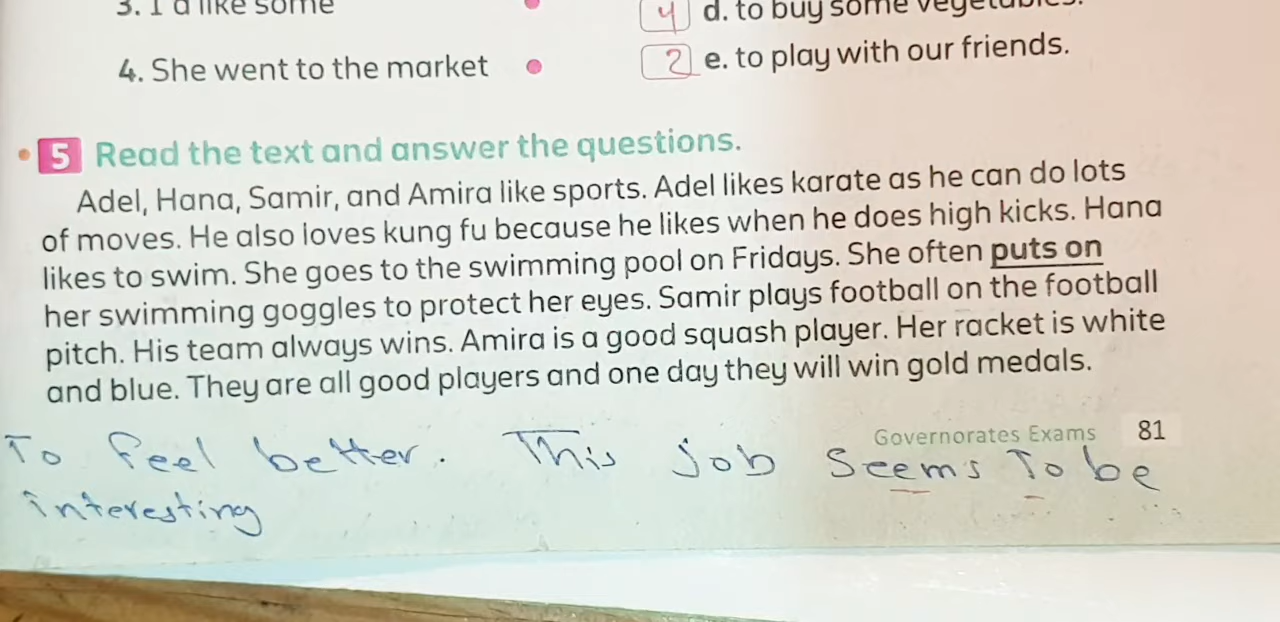 3. I'd like some
4 d. to buy some vegetables.
4. She went to the market
2 e. to play with our friends.
5 Read the text and answer the questions.
Adel, Hana, Samir, and Amira like sports. Adel likes karate as he can do lots
of moves. He also loves kung fu because he likes when he does high kicks. Hana
likes to swim. She goes to the swimming pool on Fridays. She often puts on
her swimming goggles to protect her eyes. Samir plays football on the football
pitch. His team always wins. Amira is a good squash player. Her racket is white
and blue. They are all good players and one day they will win gold medals.
Governorates Exams 81
To feel better. This job seems To be
interesting